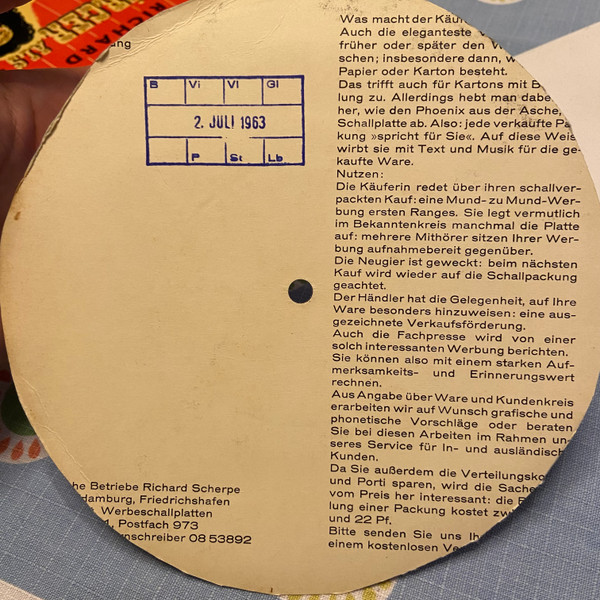 RICHARD
ung
B Vi VI Gl
2. JULI 1963
P St Lb
he Betriebe Richard Scherpe
Hamburg, Friedrichshafen
Werbeschallplatten
Postfach 973
nschreiber 08 53892
Was macht der Käuf
Auch die eleganteste
früher oder später den W
schen; insbesondere dann, w
Papier oder Karton besteht.
Das trifft auch für Kartons mit B
lung zu. Allerdings hebt man dabe
her, wie den Phoenix aus der Asche,
Schallplatte ab. Also: jede verkaufte Pa
kung »spricht für Sie«. Auf diese Weis
wirbt sie mit Text und Musik für die ge-
kaufte Ware.
Nutzen:
Die Käuferin redet über ihren schallver-
packten Kauf: eine Mund- zu Mund-Wer-
bung ersten Ranges. Sie legt vermutlich
im Bekanntenkreis manchmal die Platte
auf: mehrere Mithörer sitzen Ihrer Wer-
bung aufnahmebereit gegenüber.
Die Neugier ist geweckt: beim nächsten
Kauf wird wieder auf die Schallpackung
geachtet.
Der Händler hat die Gelegenheit, auf Ihre
Ware besonders hinzuweisen: eine aus-
gezeichnete Verkaufsförderung.
Auch die Fachpresse wird von einer
solch interessanten Werbung berichten.
Sie können also mit einem starken Auf-
merksamkeits- und Erinnerungswert
rechnen.
Aus Angabe über Ware und Kundenkreis
erarbeiten wir auf Wunsch grafische und
phonetische Vorschläge oder beraten
Sie bei diesen Arbeiten im Rahmen un-
seres Service für In- und ausländisch
Kunden.
Da Sie außerdem die Verteilungsko
und Porti sparen, wird die Sache
vom Preis her interessant: die B
lung einer Packung kostet zw
und 22 Pf.
Bitte senden Sie uns Ih
einem kostenlosen Ve